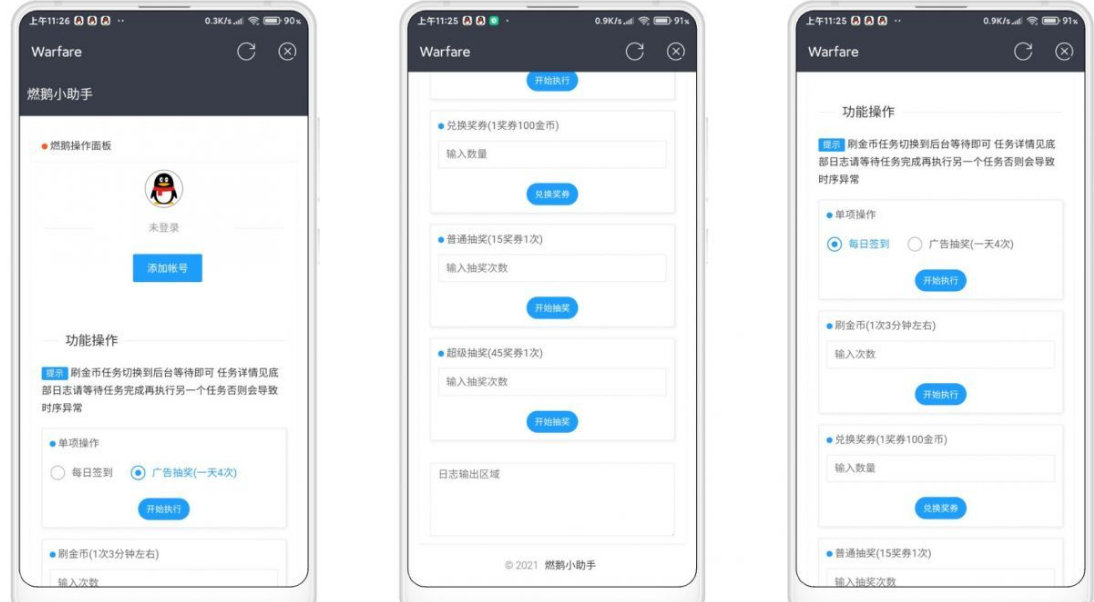 上午11:26
0.3K/s
90%
Warfare
燃鹅小助手
燃鹅操作面板
未登录
添加帐号
功能操作
提示 刷金币任务切换到后台等待即可 任务详情见底
部日志请等待任务完成再执行另一个任务否则会导致
时序异常
单项操作
每日签到 广告抽奖(一天4次)
开始执行
刷金币(1次3分钟左右)
输入次数
上午11:25
0.9K/s
91%
Warfare
开始执行
兑换奖券(1奖券100金币)
输入数量
兑换奖券
普通抽奖(15奖券1次)
输入抽奖次数
开始抽奖
超级抽奖(45奖券1次)
输入抽奖次数
开始抽奖
日志输出区域
© 2021 燃鹅小助手
上午11:25
0.9K/s
91%
Warfare
功能操作
提示 刷金币任务切换到后台等待即可 任务详情见底
部日志请等待任务完成再执行另一个任务否则会导致
时序异常
单项操作
每日签到 广告抽奖(一天4次)
开始执行
刷金币(1次3分钟左右)
输入次数
开始执行
兑换奖券(1奖券100金币)
输入数量
兑换奖券
普通抽奖(15奖券1次)
输入抽奖次数